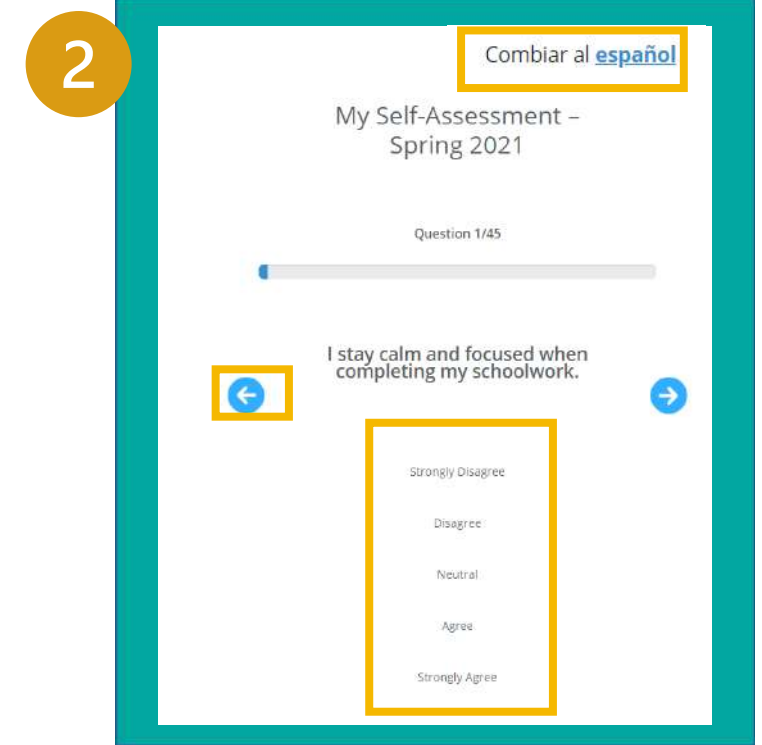 2
Combiar al español
My Self-Assessment –
Spring 2021
Question 1/45
I stay calm and focused when
completing my schoolwork.
Strongly Disagree
Disagree
Neutral
Agree
Strongly Agree